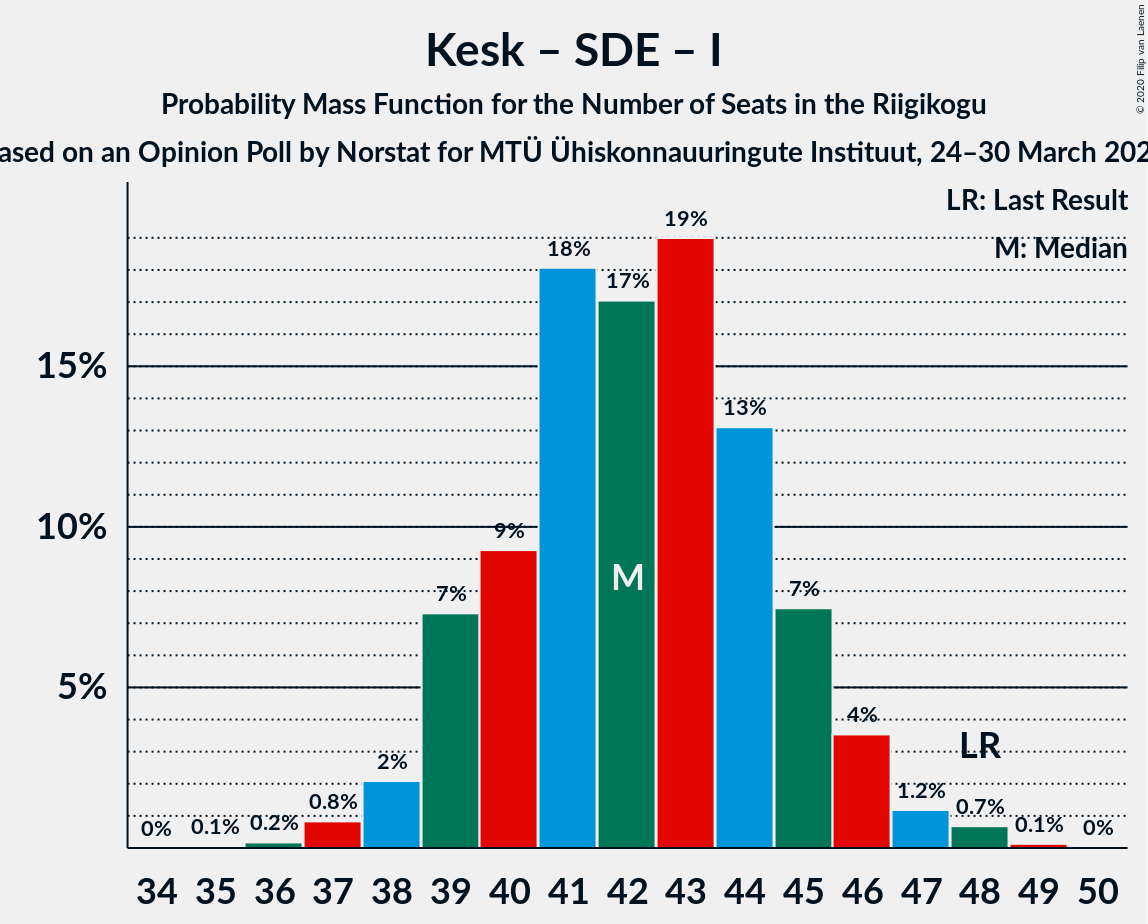 Kesk – SDE – I
Probability Mass Function for the Number of Seats in the Riigikogu
ased on an Opinion Poll by Norstat for MTÜ Ühiskonnauuringute Instituut, 24–30 March 202
© 2020 Filip van Laenen
LR: Last Result
M: Median
15%
10%
5%
0%
0.1%
0.2%
0.8%
2%
7%
9%
18%
17%
19%
13%
7%
4%
1.2%
0.7%
0.1%
0%
M
LR
34 35 36 37 38 39 40 41 42 43 44 45 46 47 48 49 50